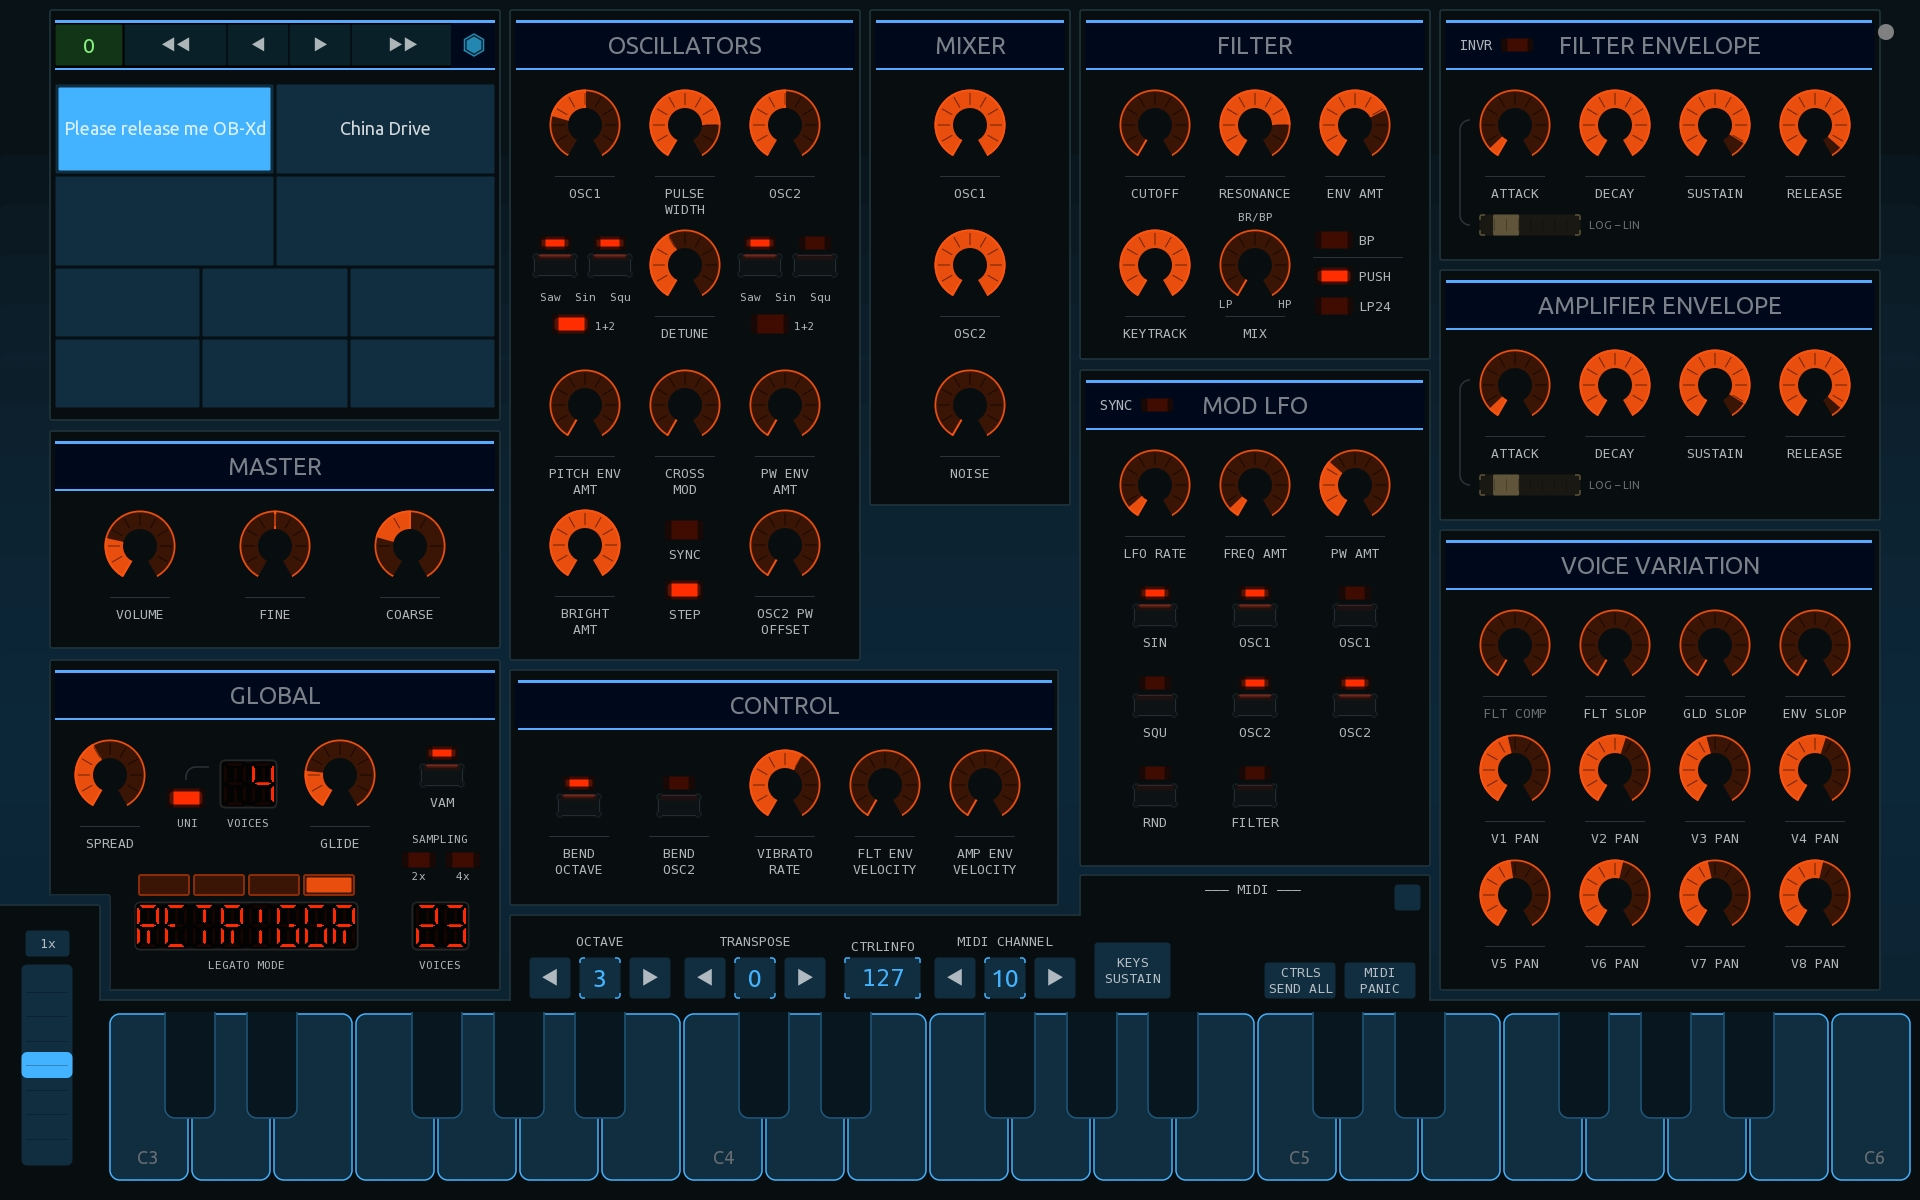 0
Please release me OB-Xd
China Drive
MASTER
VOLUME
FINE
COARSE
GLOBAL
SPREAD
UNI
4
VOICES
GLIDE
VAM
SAMPLING
2x
4x
RETRIGGER
LEGATO MODE
23
VOICES
OSCILLATORS
OSC1
PULSE
WIDTH
OSC2
Saw Sin Squ
1+2
DETUNE
Saw Sin Squ
1+2
PITCH ENV
AMT
CROSS
MOD
PW ENV
AMT
BRIGHT
AMT
SYNC
STEP
OSC2 PW
OFFSET
MIXER
OSC1
OSC2
NOISE
CONTROL
BEND
OCTAVE
BEND
OSC2
VIBRATO
RATE
FLT ENV
VELOCITY
AMP ENV
VELOCITY
FILTER
CUTOFF
RESONANCE
ENV AMT
BR/BP
KEYTRACK
LP
HP
MIX
BP
PUSH
LP24
SYNC
MOD LFO
LFO RATE
FREQ AMT
PW AMT
SIN
OSC1
OSC1
SQU
OSC2
OSC2
RND
FILTER
INVR
FILTER ENVELOPE
ATTACK
DECAY
SUSTAIN
RELEASE
LOG – LIN
AMPLIFIER ENVELOPE
ATTACK
DECAY
SUSTAIN
RELEASE
LOG – LIN
VOICE VARIATION
FLT COMP
FLT SLOP
GLD SLOP
ENV SLOP
V1 PAN
V2 PAN
V3 PAN
V4 PAN
V5 PAN
V6 PAN
V7 PAN
V8 PAN
MIDI
1x
OCTAVE
3
TRANSPOSE
0
CTRLINFO
127
MIDI CHANNEL
10
KEYS
SUSTAIN
CTRLS
SEND ALL
MIDI
PANIC
C3
C4
C5
C6